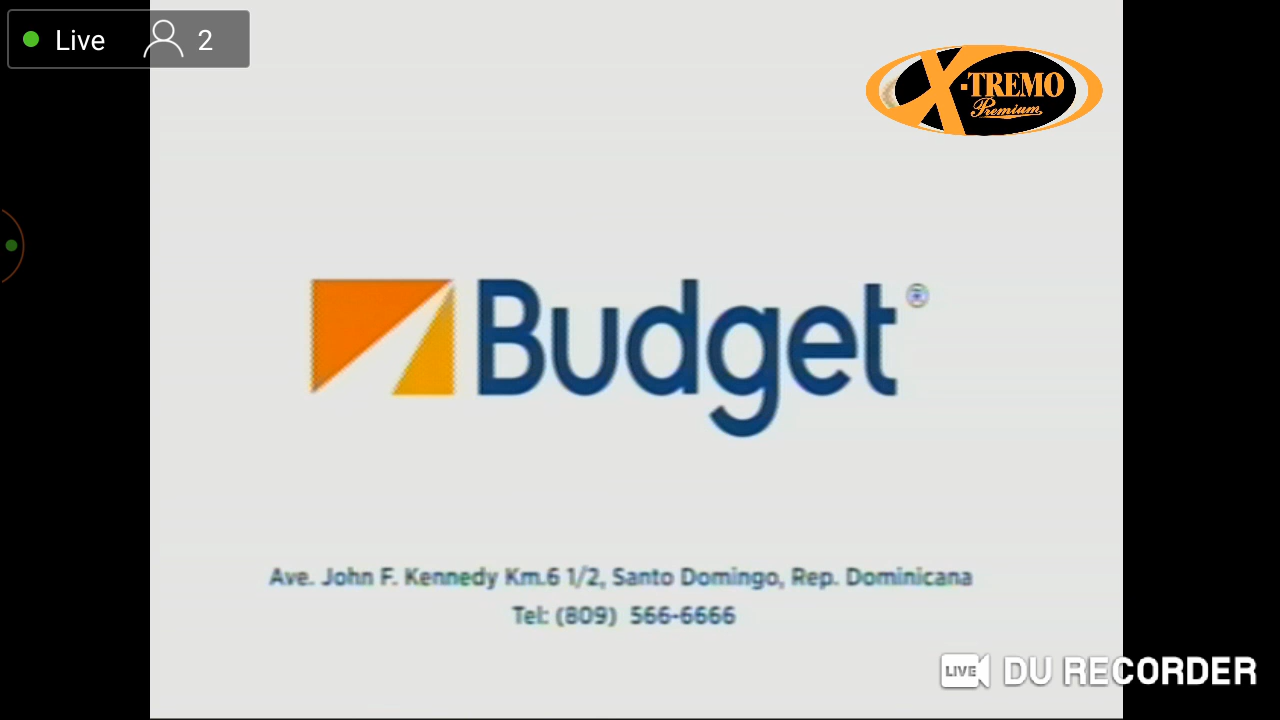 Live 2
X-TREMO
Premium
Budget®
Ave. John F. Kennedy Km.6 1/2, Santo Domingo, Rep. Dominicana
Tel: (809) 566-6666
LIVE DU RECORDER